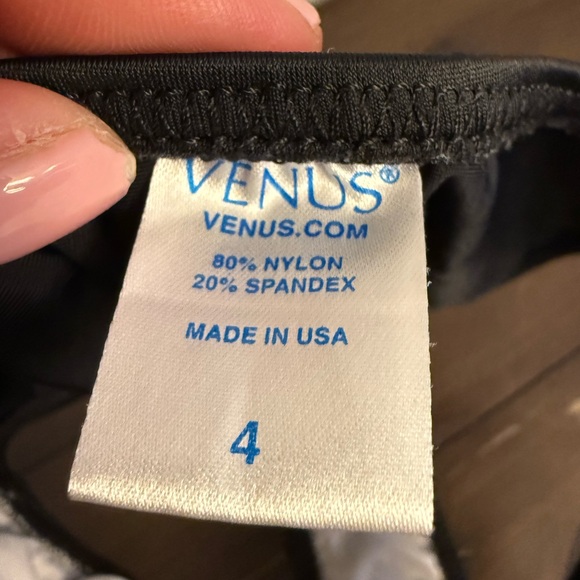 VENUS®
VENUS.COM
80% NYLON
20% SPANDEX
MADE IN USA
4